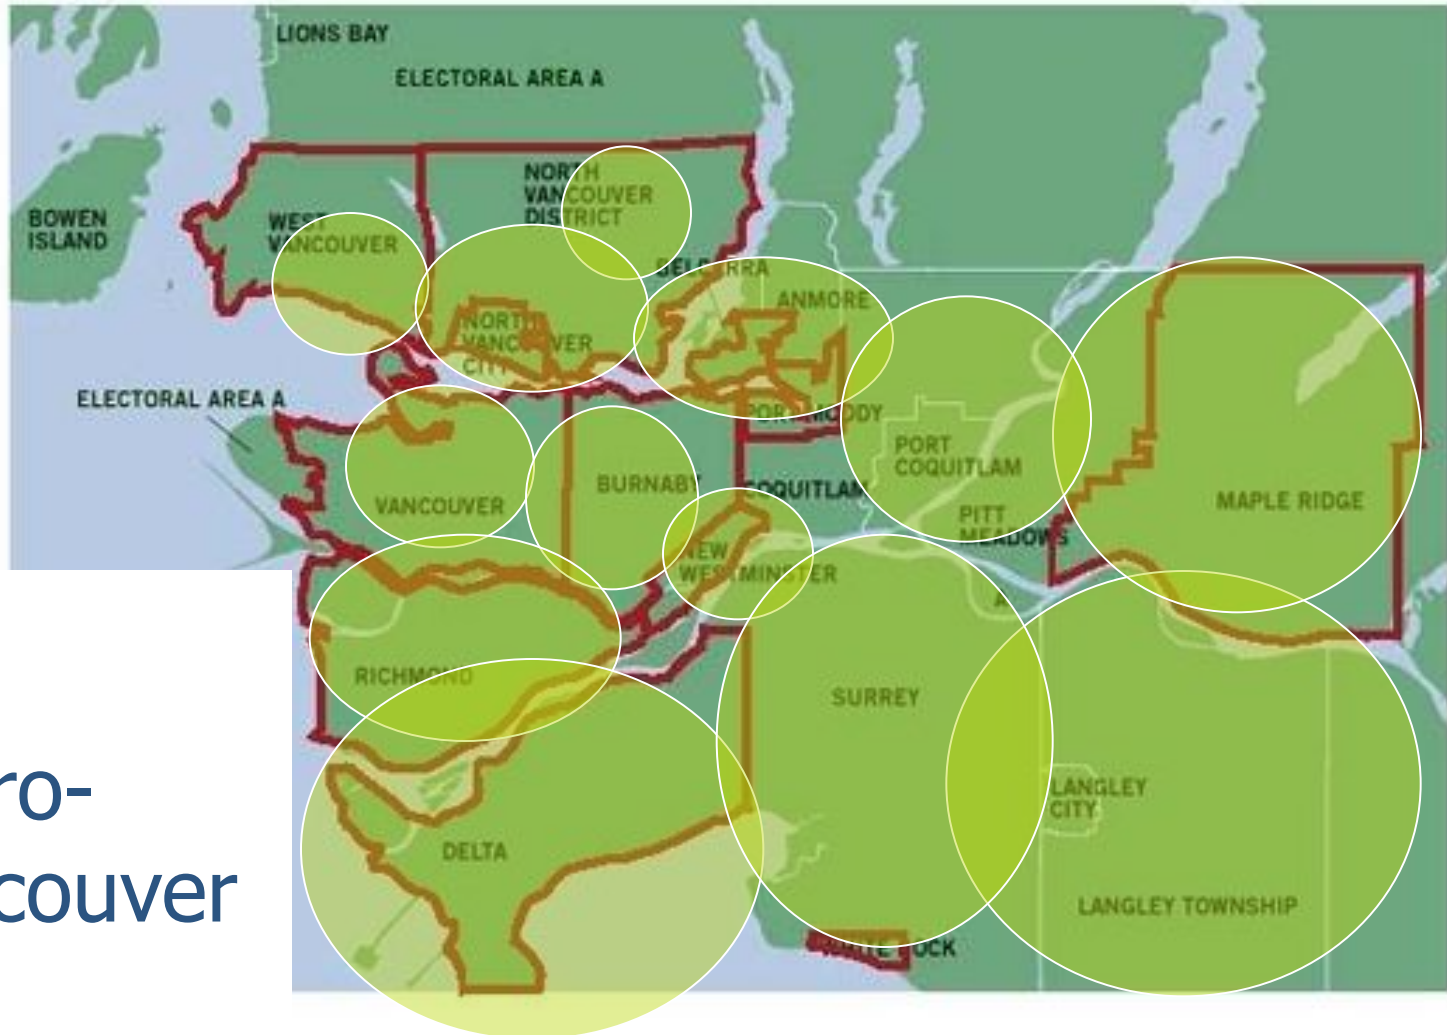 LIONS BAY
ELECTORAL AREA A
NORTH
VANCOUVER
DISTRICT
BOWEN
ISLAND
WEST
VANCOUVER
BELCARRA
ANMORE
NORTH
VANCOUVER
CITY
ELECTORAL AREA A
PORT MOODY
PORT
COQUITLAM
BURNABY
COQUITLAM
MAPLE RIDGE
VANCOUVER
PITT
MEADOWS
NEW
WESTMINSTER
A
RICHMOND
SURREY
ro-
couver
LANGLEY
CITY
DELTA
LANGLEY TOWNSHIP
WHITE ROCK